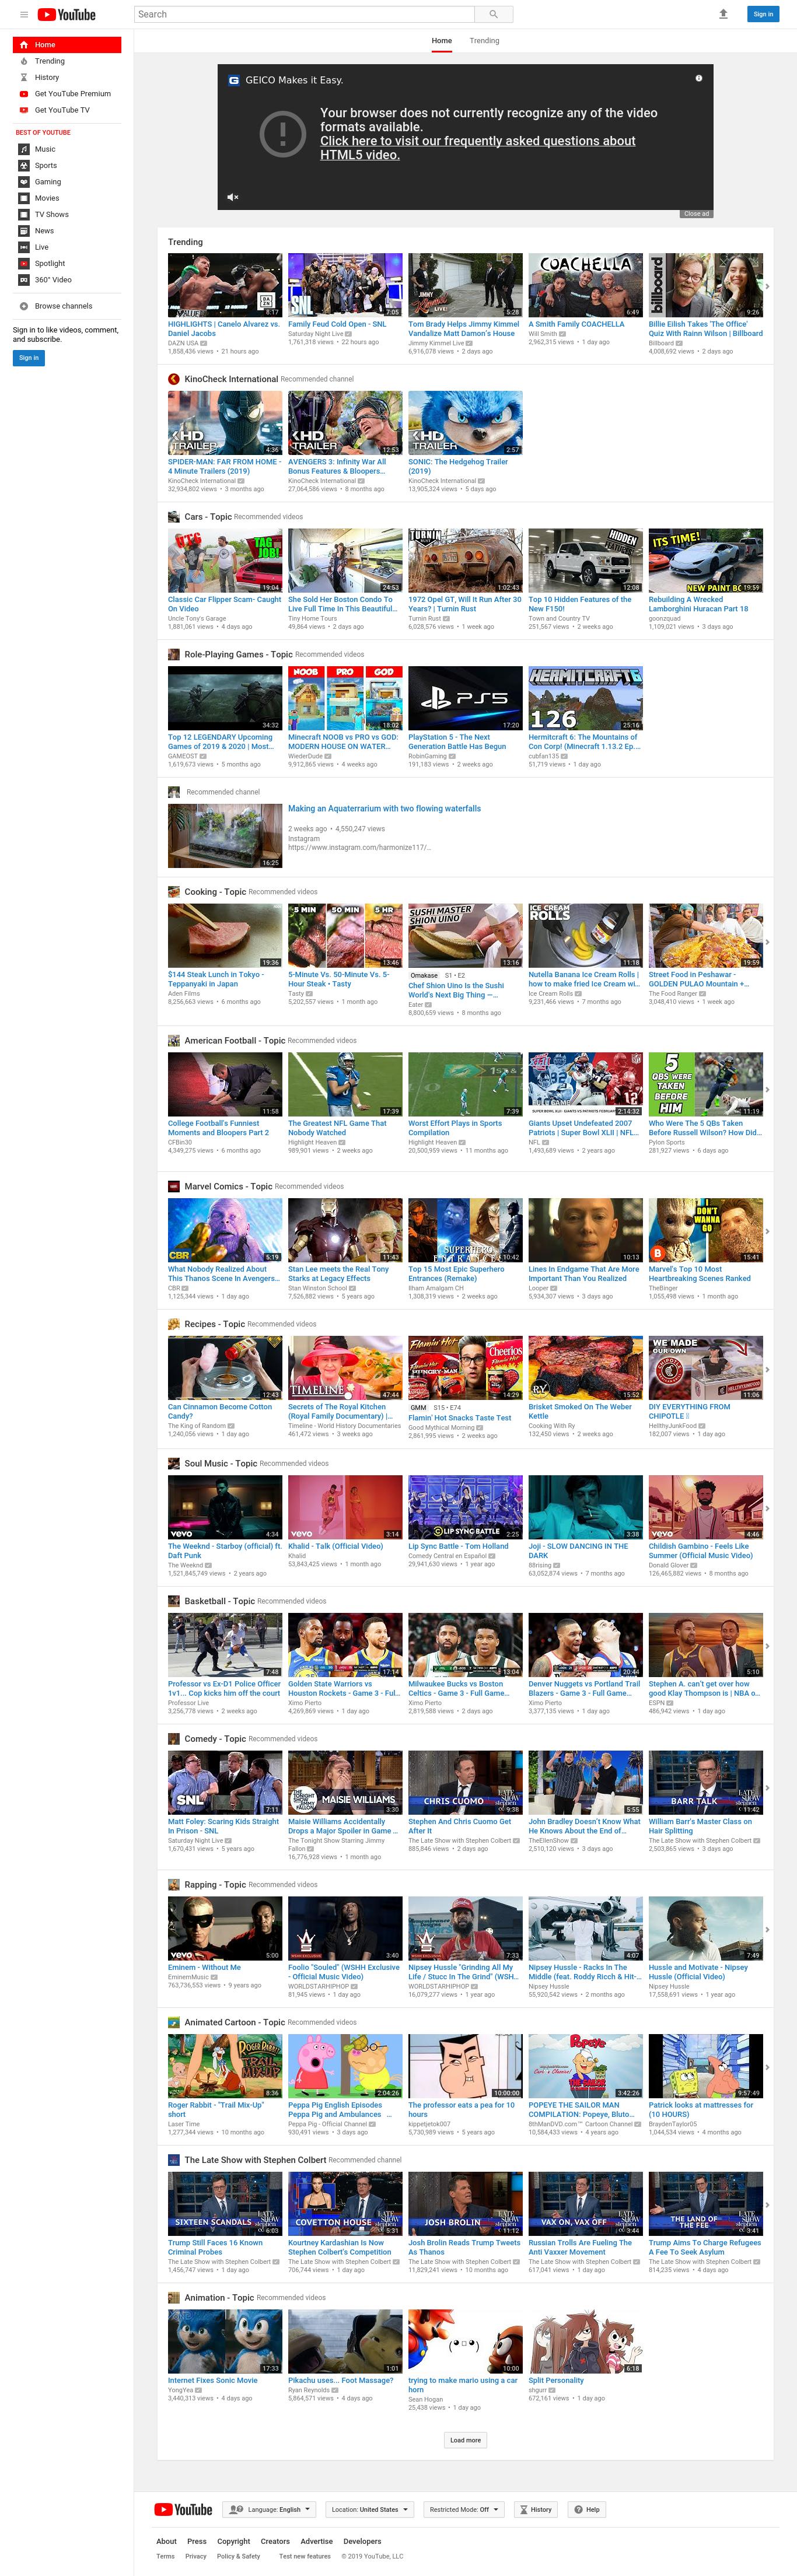 YouTube
Search
Sign in
Home
Trending
History
Get YouTube Premium
Get YouTube TV
BEST OF YOUTUBE
Music
Sports
Gaming
Movies
TV Shows
News
Live
Spotlight
360° Video
Browse channels
Sign in to like videos, comment,
and subscribe.
Sign in
Home Trending
GEICO Makes it Easy.
Your browser does not currently recognize any of the video
formats available.
Click here to visit our frequently asked questions about
HTML5 video.
Close ad
Trending
8:17
SNL
7:05
JIMMY
LIVE!
5:28
COACHELLA
6:49
billboard
9:26
HIGHLIGHTS | Canelo Alvarez vs.
Daniel Jacobs
DAZN USA
1,858,436 views • 21 hours ago
Family Feud Cold Open - SNL
Saturday Night Live
1,761,318 views • 22 hours ago
Tom Brady Helps Jimmy Kimmel
Vandalize Matt Damon's House
Jimmy Kimmel Live
6,916,078 views • 2 days ago
A Smith Family COACHELLA
Will Smith
2,962,315 views • 1 day ago
Billie Eilish Takes 'The Office'
Quiz With Rainn Wilson | Billboard
Billboard
4,008,692 views • 2 days ago
KinoCheck International Recommended channel
HD
TRAILER
4:36
HD
TRAILER
12:53
HD
TRAILER
2:57
SPIDER-MAN: FAR FROM HOME -
4 Minute Trailers (2019)
KinoCheck International
32,934,802 views • 3 months ago
AVENGERS 3: Infinity War All
Bonus Features & Bloopers...
KinoCheck International
27,064,586 views • 8 months ago
SONIC: The Hedgehog Trailer
(2019)
KinoCheck International
13,905,324 views • 5 days ago
Cars - Topic Recommended videos
TAG
JOB!
19:04
24:53
1:02:43
HIDDEN
FEATURES
12:08
ITS TIME!
NEW PAINT
19:59
Classic Car Flipper Scam- Caught
On Video
Uncle Tony's Garage
1,881,061 views • 4 days ago
She Sold Her Boston Condo To
Live Full Time In This Beautiful...
Tiny Home Tours
49,864 views • 2 days ago
1972 Opel GT, Will It Run After 30
Years? | Turnin Rust
Turnin Rust
6,028,576 views • 1 week ago
Top 10 Hidden Features of the
New F150!
Town and Country TV
251,567 views • 2 weeks ago
Rebuilding A Wrecked
Lamborghini Huracan Part 18
goonzquad
1,109,021 views • 3 days ago
Role-Playing Games - Topic Recommended videos
34:32
NOOB PRO GOD
18:02
PS5
17:20
HERMITCRAFT 6
126
25:16
Top 12 LEGENDARY Upcoming
Games of 2019 & 2020 | Most...
GAMEOST
1,619,673 views • 5 months ago
Minecraft NOOB vs PRO vs GOD:
MODERN HOUSE ON WATER...
WiederDude
9,912,865 views • 4 weeks ago
PlayStation 5 - The Next
Generation Battle Has Begun
RobinGaming
191,183 views • 2 weeks ago
Hermitcraft 6: The Mountains of
Con Corp! (Minecraft 1.13.2 Ep....
cubfan135
51,719 views • 1 day ago
Recommended channel
16:25
Making an Aquaterrarium with two flowing waterfalls
2 weeks ago • 4,550,247 views
Instagram
https://www.instagram.com/harmonize117/...
Cooking - Topic Recommended videos
19:36
5 MIN 50 MIN 5 HR
13:46
SUSHI MASTER
SHION UINO
13:16
ICE CREAM
ROLLS
11:18
19:59
$144 Steak Lunch in Tokyo -
Teppanyaki in Japan
Aden Films
8,256,663 views • 6 months ago
5-Minute Vs. 50-Minute Vs. 5-
Hour Steak • Tasty
Tasty
5,202,557 views • 1 month ago
Omakase S1 • E2
Chef Shion Uino Is the Sushi
World's Next Big Thing —...
Eater
8,800,659 views • 8 months ago
Nutella Banana Ice Cream Rolls |
how to make fried Ice Cream wi...
Ice Cream Rolls
9,231,466 views • 7 months ago
Street Food in Peshawar -
GOLDEN PULAO Mountain +...
The Food Ranger
3,048,410 views • 1 week ago
American Football - Topic Recommended videos
11:58
17:39
7:39
SUPER BOWL XLII - GIANTS VS PATRIOTS
2:14:32
5
QBS WERE
TAKEN
BEFORE
HIM
11:19
College Football's Funniest
Moments and Bloopers Part 2
CFBin30
4,349,275 views • 6 months ago
The Greatest NFL Game That
Nobody Watched
Highlight Heaven
989,901 views • 2 weeks ago
Worst Effort Plays in Sports
Compilation
Highlight Heaven
20,500,959 views • 11 months ago
Giants Upset Undefeated 2007
Patriots | Super Bowl XLII | NFL...
NFL
1,493,689 views • 2 years ago
Who Were The 5 QBs Taken
Before Russell Wilson? How Did...
Pylon Sports
281,927 views • 6 days ago
Marvel Comics - Topic Recommended videos
CBR
5:19
11:43
SUPERHERO
ENTRANCES
10:42
10:13
I
DON'T
WANNA
GO
15:41
What Nobody Realized About
This Thanos Scene In Avengers...
CBR
1,125,344 views • 1 day ago
Stan Lee meets the Real Tony
Starks at Legacy Effects
Stan Winston School
7,526,882 views • 5 years ago
Top 15 Most Epic Superhero
Entrances (Remake)
Ilham Amalgam CH
1,308,319 views • 2 weeks ago
Lines In Endgame That Are More
Important Than You Realized
Looper
5,934,307 views • 3 days ago
Marvel's Top 10 Most
Heartbreaking Scenes Ranked
TheBinger
1,055,498 views • 1 month ago
Recipes - Topic Recommended videos
12:43
TIMELINE
47:44
Flamin' Hot
HUNGRY-MAN
Cheerios
14:29
RY
15:52
WE MADE
OUR OWN
11:06
Can Cinnamon Become Cotton
Candy?
The King of Random
1,240,056 views • 1 day ago
Secrets of The Royal Kitchen
(Royal Family Documentary) |...
Timeline - World History Documentaries
461,472 views • 3 weeks ago
GMM S15 • E74
Flamin' Hot Snacks Taste Test
Good Mythical Morning
2,861,995 views • 2 weeks ago
Brisket Smoked On The Weber
Kettle
Cooking With Ry
132,450 views • 2 weeks ago
DIY EVERYTHING FROM
CHIPOTLE
HellthyJunkFood
182,007 views • 1 day ago
Soul Music - Topic Recommended videos
vevo
4:34
vevo
3:14
LIP SYNC BATTLE
2:25
3:38
vevo
4:46
The Weeknd - Starboy (official) ft.
Daft Punk
The Weeknd
1,521,845,749 views • 2 years ago
Khalid - Talk (Official Video)
Khalid
53,843,425 views • 1 month ago
Lip Sync Battle - Tom Holland
Comedy Central en Español
29,941,630 views • 1 year ago
Joji - SLOW DANCING IN THE
DARK
88rising
63,052,874 views • 7 months ago
Childish Gambino - Feels Like
Summer (Official Music Video)
Donald Glover
126,465,882 views • 8 months ago
Basketball - Topic Recommended videos
7:48
17:14
13:04
20:44
5:10
Professor vs Ex-D1 Police Officer
1v1... Cop kicks him off the court
Professor Live
3,256,778 views • 2 weeks ago
Golden State Warriors vs
Houston Rockets - Game 3 - Ful...
Ximo Pierto
4,269,869 views • 1 day ago
Milwaukee Bucks vs Boston
Celtics - Game 3 - Full Game...
Ximo Pierto
2,819,588 views • 2 days ago
Denver Nuggets vs Portland Trail
Blazers - Game 3 - Full Game...
Ximo Pierto
3,377,135 views • 1 day ago
Stephen A. can't get over how
good Klay Thompson is | NBA o...
ESPN
486,942 views • 1 day ago
Comedy - Topic Recommended videos
SNL
7:11
MAISIE WILLIAMS
3:30
CHRIS CUOMO
9:38
5:55
BARR TALK
11:42
Matt Foley: Scaring Kids Straight
In Prison - SNL
Saturday Night Live
1,670,431 views • 5 years ago
Maisie Williams Accidentally
Drops a Major Spoiler in Game ...
The Tonight Show Starring Jimmy
Fallon
16,776,928 views • 1 month ago
Stephen And Chris Cuomo Get
After It
The Late Show with Stephen Colbert
885,846 views • 2 days ago
John Bradley Doesn't Know What
He Knows About the End of...
TheEllenShow
2,510,120 views • 3 days ago
William Barr's Master Class on
Hair Splitting
The Late Show with Stephen Colbert
2,503,865 views • 3 days ago
Rapping - Topic Recommended videos
vevo
5:00
3:40
7:33
4:07
7:49
Eminem - Without Me
EminemMusic
763,736,553 views • 9 years ago
Foolio "Souled" (WSHH Exclusive
- Official Music Video)
WORLDSTARHIPHOP
81,945 views • 1 day ago
Nipsey Hussle "Grinding All My
Life / Stucc In The Grind" (WSH...
WORLDSTARHIPHOP
16,079,277 views • 1 year ago
Nipsey Hussle - Racks In The
Middle (feat. Roddy Ricch & Hit-...
Nipsey Hussle
55,920,542 views • 2 months ago
Hussle and Motivate - Nipsey
Hussle (Official Video)
Nipsey Hussle
17,558,691 views • 1 year ago
Animated Cartoon - Topic Recommended videos
ROGER RABBIT
TRAIL
MIX-UP
8:36
2:04:26
10:00:00
Popeye
3:42:26
9:57:49
Roger Rabbit - "Trail Mix-Up"
short
Laser Time
1,277,344 views • 10 months ago
Peppa Pig English Episodes
Peppa Pig and Ambulances ...
Peppa Pig - Official Channel
930,491 views • 3 days ago
The professor eats a pea for 10
hours
kippetjetok007
5,730,989 views • 5 years ago
POPEYE THE SAILOR MAN
COMPILATION: Popeye, Bluto...
8thManDVD.com™ Cartoon Channel
10,584,433 views • 4 years ago
Patrick looks at mattresses for
(10 HOURS)
BraydenTaylor05
1,044,534 views • 4 months ago
The Late Show with Stephen Colbert Recommended channel
SIXTEEN SCANDALS
6:03
COVETTON HOUSE
5:31
JOSH BROLIN
11:12
VAX ON, VAX OFF
3:44
THE LAND OF
THE FEE
3:41
Trump Still Faces 16 Known
Criminal Probes
The Late Show with Stephen Colbert
1,456,747 views • 1 day ago
Kourtney Kardashian Is Now
Stephen Colbert's Competition
The Late Show with Stephen Colbert
706,744 views • 1 day ago
Josh Brolin Reads Trump Tweets
As Thanos
The Late Show with Stephen Colbert
11,829,241 views • 10 months ago
Russian Trolls Are Fueling The
Anti Vaxxer Movement
The Late Show with Stephen Colbert
617,041 views • 1 day ago
Trump Aims To Charge Refugees
A Fee To Seek Asylum
The Late Show with Stephen Colbert
814,235 views • 4 days ago
Animation - Topic Recommended videos
17:33
1:01
10:00
6:18
Internet Fixes Sonic Movie
YongYea
3,440,313 views • 4 days ago
Pikachu uses... Foot Massage?
Ryan Reynolds
5,864,571 views • 4 days ago
trying to make mario using a car
horn
Sean Hogan
25,438 views • 1 day ago
Split Personality
shgurr
672,161 views • 1 day ago
Load more
YouTube
Language: English
Location: United States
Restricted Mode: Off
History
Help
About Press Copyright Creators Advertise Developers
Terms Privacy Policy & Safety Test new features © 2019 YouTube, LLC